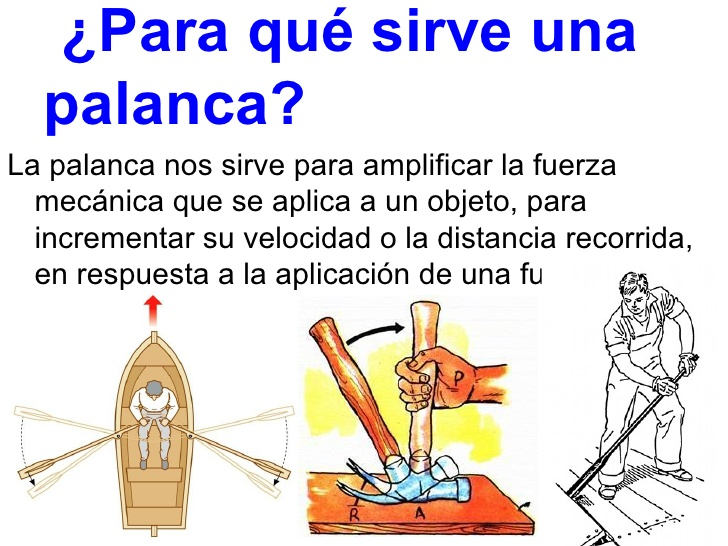 ¿Para qué sirve una
palanca?
La palanca nos sirve para amplificar la fuerza
mecánica que se aplica a un objeto, para
incrementar su velocidad o la distancia recorrida,
en respuesta a la aplicación de una fu
P
R A